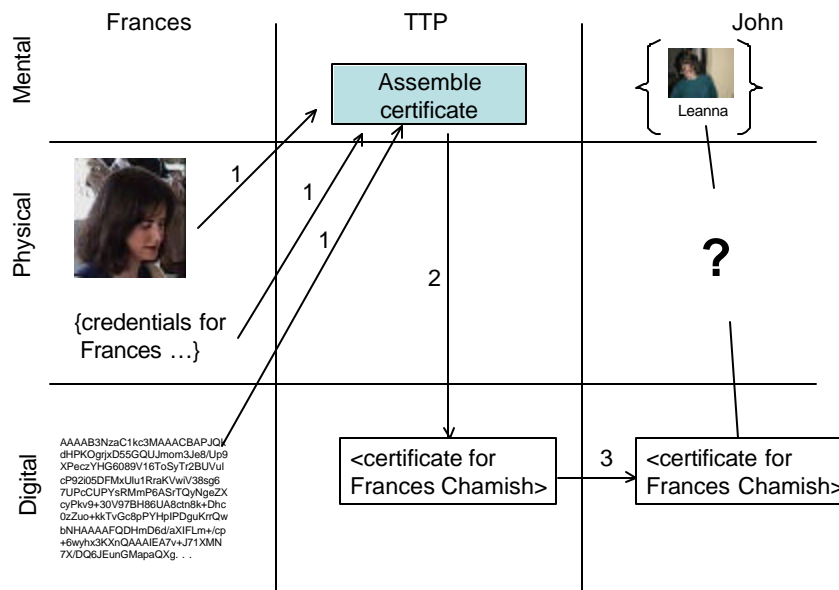 Frances
TTP
John
Mental
Assemble
certificate
Leanna
Physical
1
1
1
2
?
{credentials for
Frances …}
Digital
AAAAB3NzaC1kc3MAAACBAPJQk
dHPKOgrjxD55GQUJmom3Je8/Up9
XPeczYHG6089V16ToSyTr2BUVuI
cP92i05DFMxUlu1RraKVwiV38sg6
7UPcCUPYsRMmP6ASrTQyNgeZX
cyPkv9+30V97BH86UA8ctn8k+Dhc
0zZuo+kkTvGc8pPYHpIPDguKrrQw
bNHAAAAFQDHmD6d/aXIFLm+/cp
+6wyhx3KXnQAAAIEA7v+J71XMN
7X/DQ6JEunGMapaQXg. . .
<certificate for
Frances Chamish>
3
<certificate for
Frances Chamish>